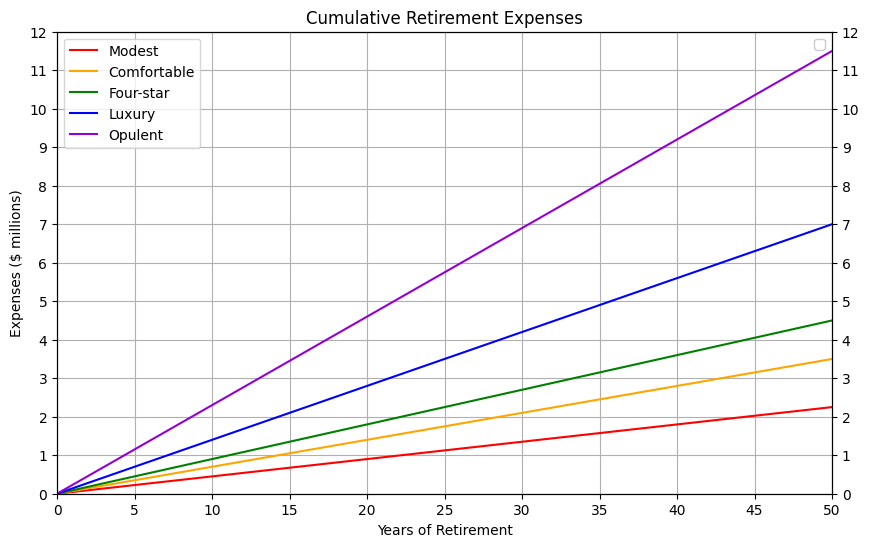 Cumulative Retirement Expenses
Modest
Comfortable
Four-star
Luxury
Opulent
Expenses ($ millions)
12
11
10
9
8
7
6
5
4
3
2
1
0
12
11
10
9
8
7
6
5
4
3
2
1
0
0 5 10 15 20 25 30 35 40 45 50
Years of Retirement